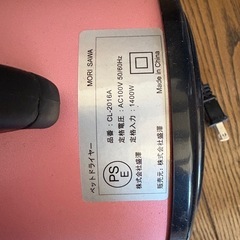 MORI SAWA
ペットドライヤー
品番：CL-2016A
定格電圧：AC100V 50/60Hz
定格入力：1400W
PS
E
株式会社盛澤
Made in China
販売元：株式会社盛澤